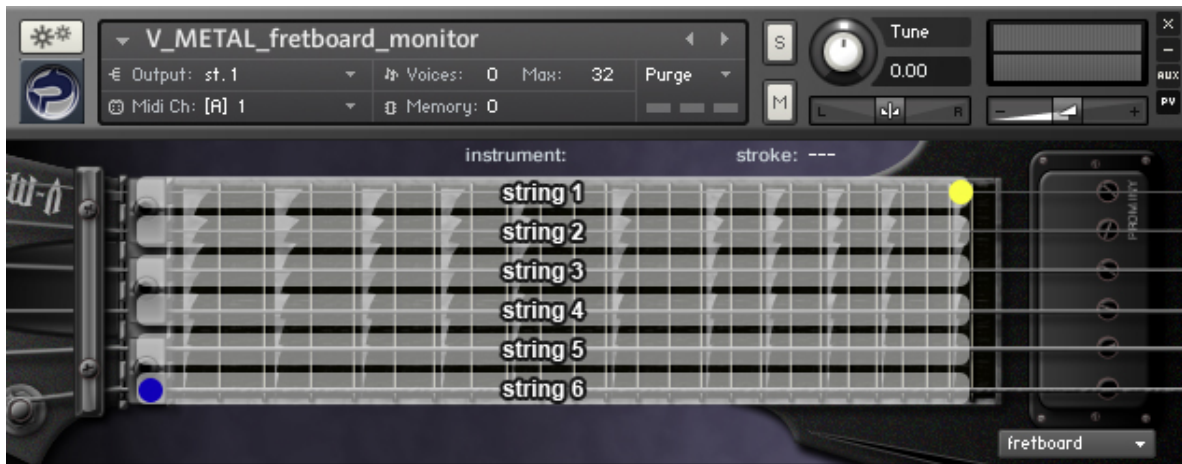 V_METAL_fretboard_monitor
Output: st. 1
Voices: 0 Max: 32
Purge
Midi Ch: [A] 1
Memory: 0
S
M
Tune
0.00
L R
- +
×
–
AUX
PV
instrument:
stroke: ---
V-M
string 1
string 2
string 3
string 4
string 5
string 6
PROMINY
fretboard